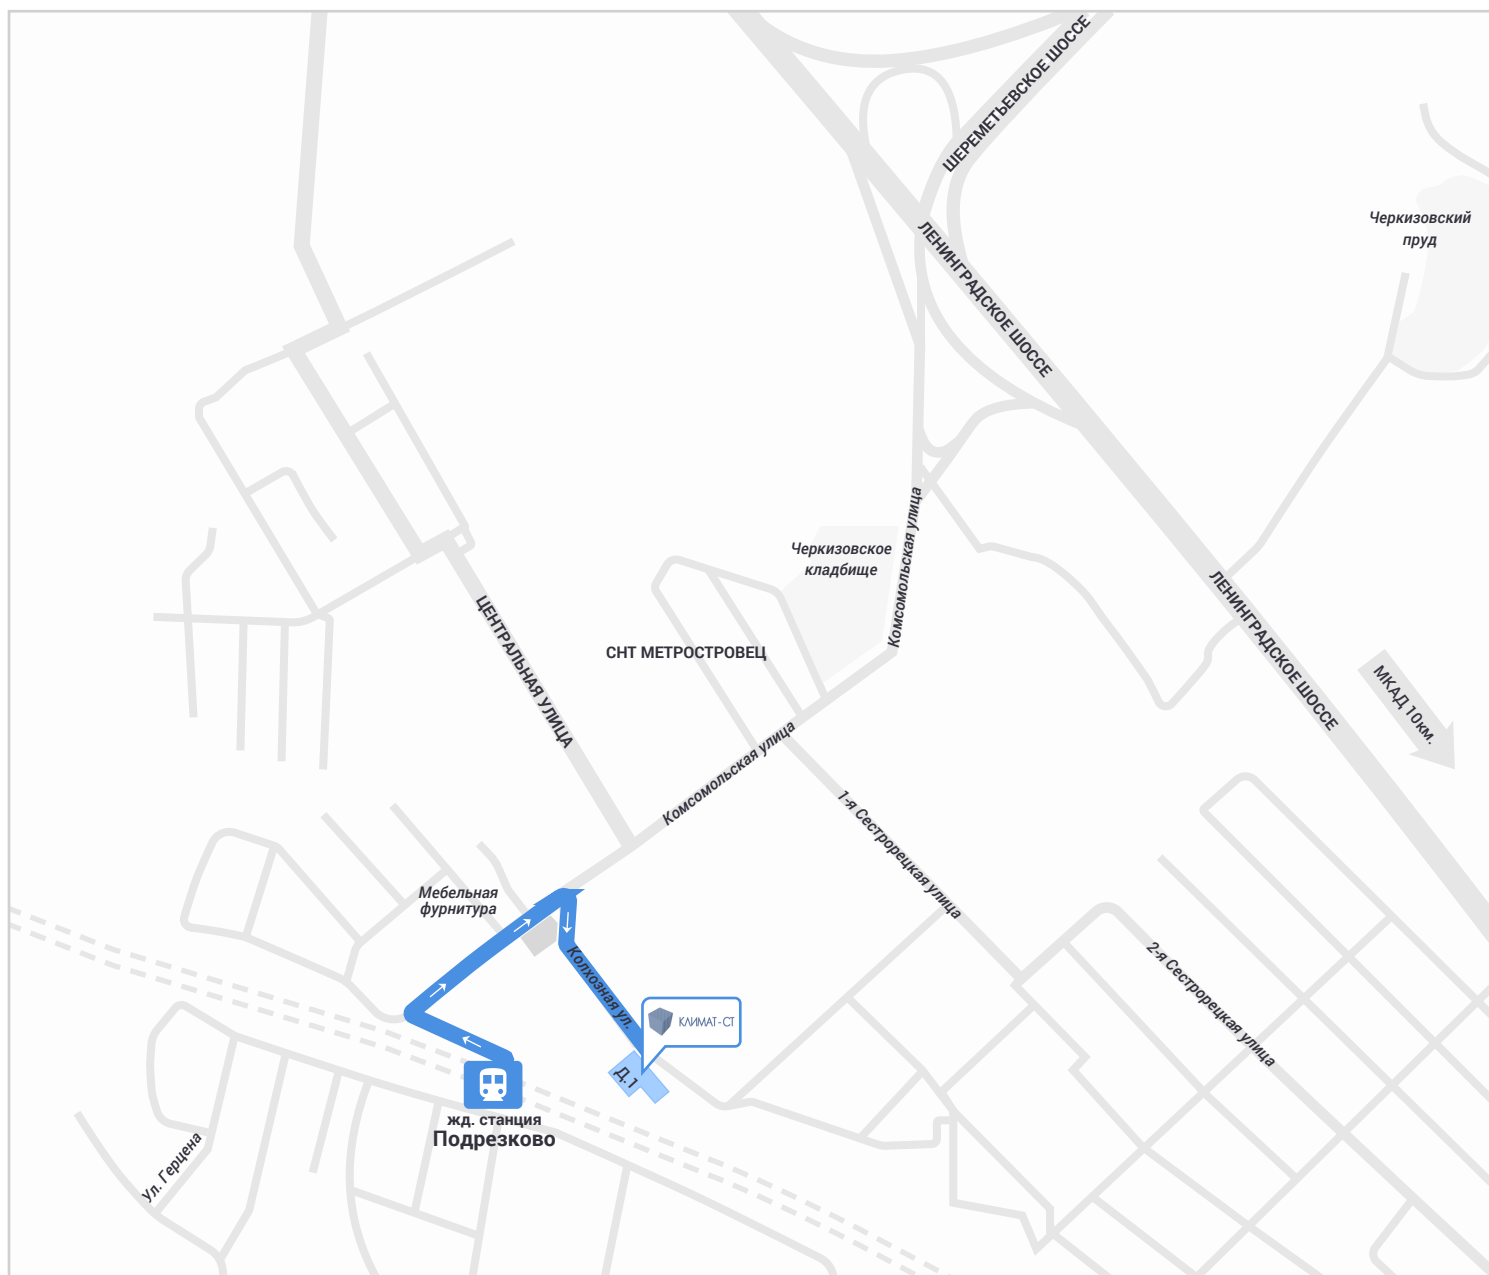 ШЕРЕМЕТЬЕВСКОЕ ШОССЕ
Черкизовский
пруд
ЛЕНИНГРАДСКОЕ ШОССЕ
Комсомольская улица
Черкизовское
кладбище
ЛЕНИНГРАДСКОЕ ШОССЕ
ЦЕНТРАЛЬНАЯ УЛИЦА
СНТ МЕТРОСТРОВЕЦ
МКАД 10км.
Комсомольская улица
1-я Сестрорецкая улица
Мебельная
фурнитура
2-я Сестрорецкая улица
Колхозная ул.
КЛИМАТ-СТ
Д.1
жд. станция
Подрезково
Ул. Герцена